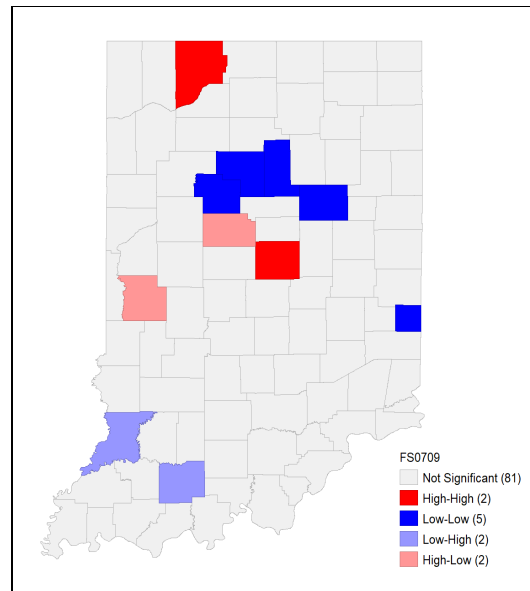 FS0709
Not Significant (81)
High-High (2)
Low-Low (5)
Low-High (2)
High-Low (2)